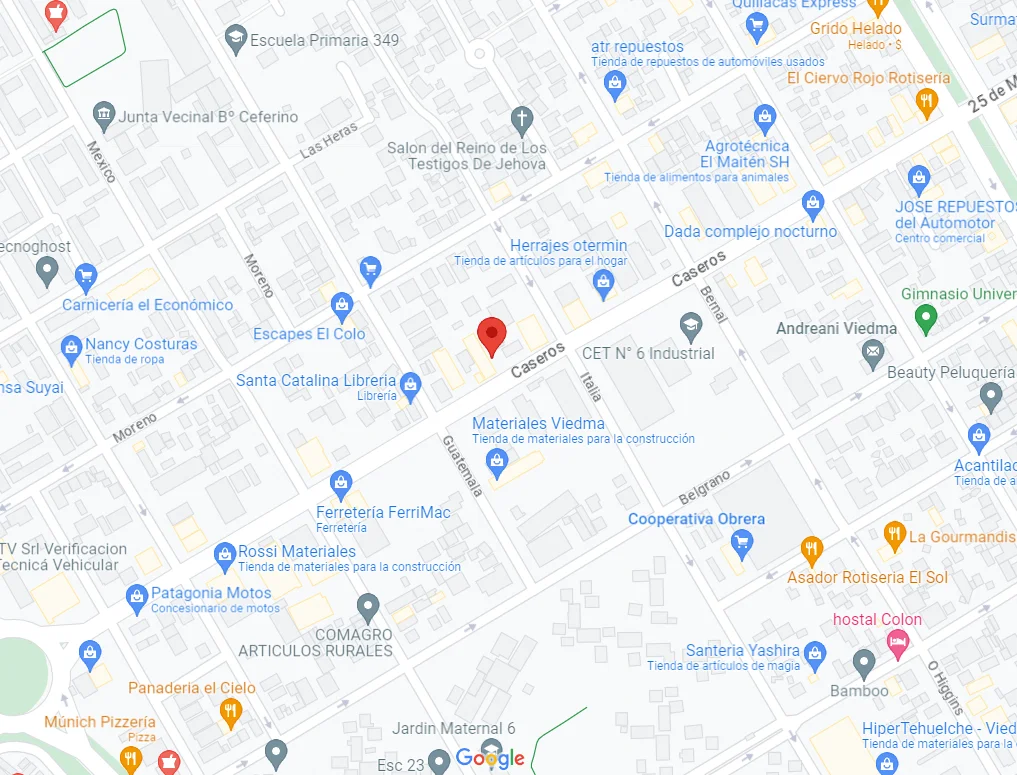 Quillacas Express
Grido Helado
Helado • $
Surmat
Escuela Primaria 349
atr repuestos
Tienda de repuestos de automóviles usados
El Ciervo Rojo Rotisería
25 de M
Junta Vecinal Bº Ceferino
Las Heras
Mexico
Salon del Reino de Los
Testigos De Jehova
Agrotécnica
El Maitén SH
Tienda de alimentos para animales
JOSE REPUESTOS
del Automotor
Centro comercial
Dada complejo nocturno
ecnoghost
Herrajes otermin
Tienda de artículos para el hogar
Moreno
Caseros
Bernal
Carnicería el Económico
Escapes El Colo
Gimnasio Univer
Andreani Viedma
Nancy Costuras
Tienda de ropa
Caseros
CET N° 6 Industrial
nsa Suyai
Santa Catalina Libreria
Librería
Italia
Beauty Peluquería
Moreno
Materiales Viedma
Tienda de materiales para la construcción
Guatemala
Acantilad
Tienda de a
Belgrano
Ferretería FerriMac
Ferretería
Cooperativa Obrera
La Gourmandis
TV Srl Verificacion
Tecnicá Vehicular
Rossi Materiales
Tienda de materiales para la construcción
Asador Rotiseria El Sol
Patagonia Motos
Concesionario de motos
hostal Colon
COMAGRO
ARTICULOS RURALES
Santeria Yashira
Tienda de artículos de magia
Bamboo
O Higgins
Panaderia el Cielo
Múnich Pizzería
Pizza
Jardin Maternal 6
HiperTehuelche - Vied
Tienda de materiales para la
Esc 23
Google